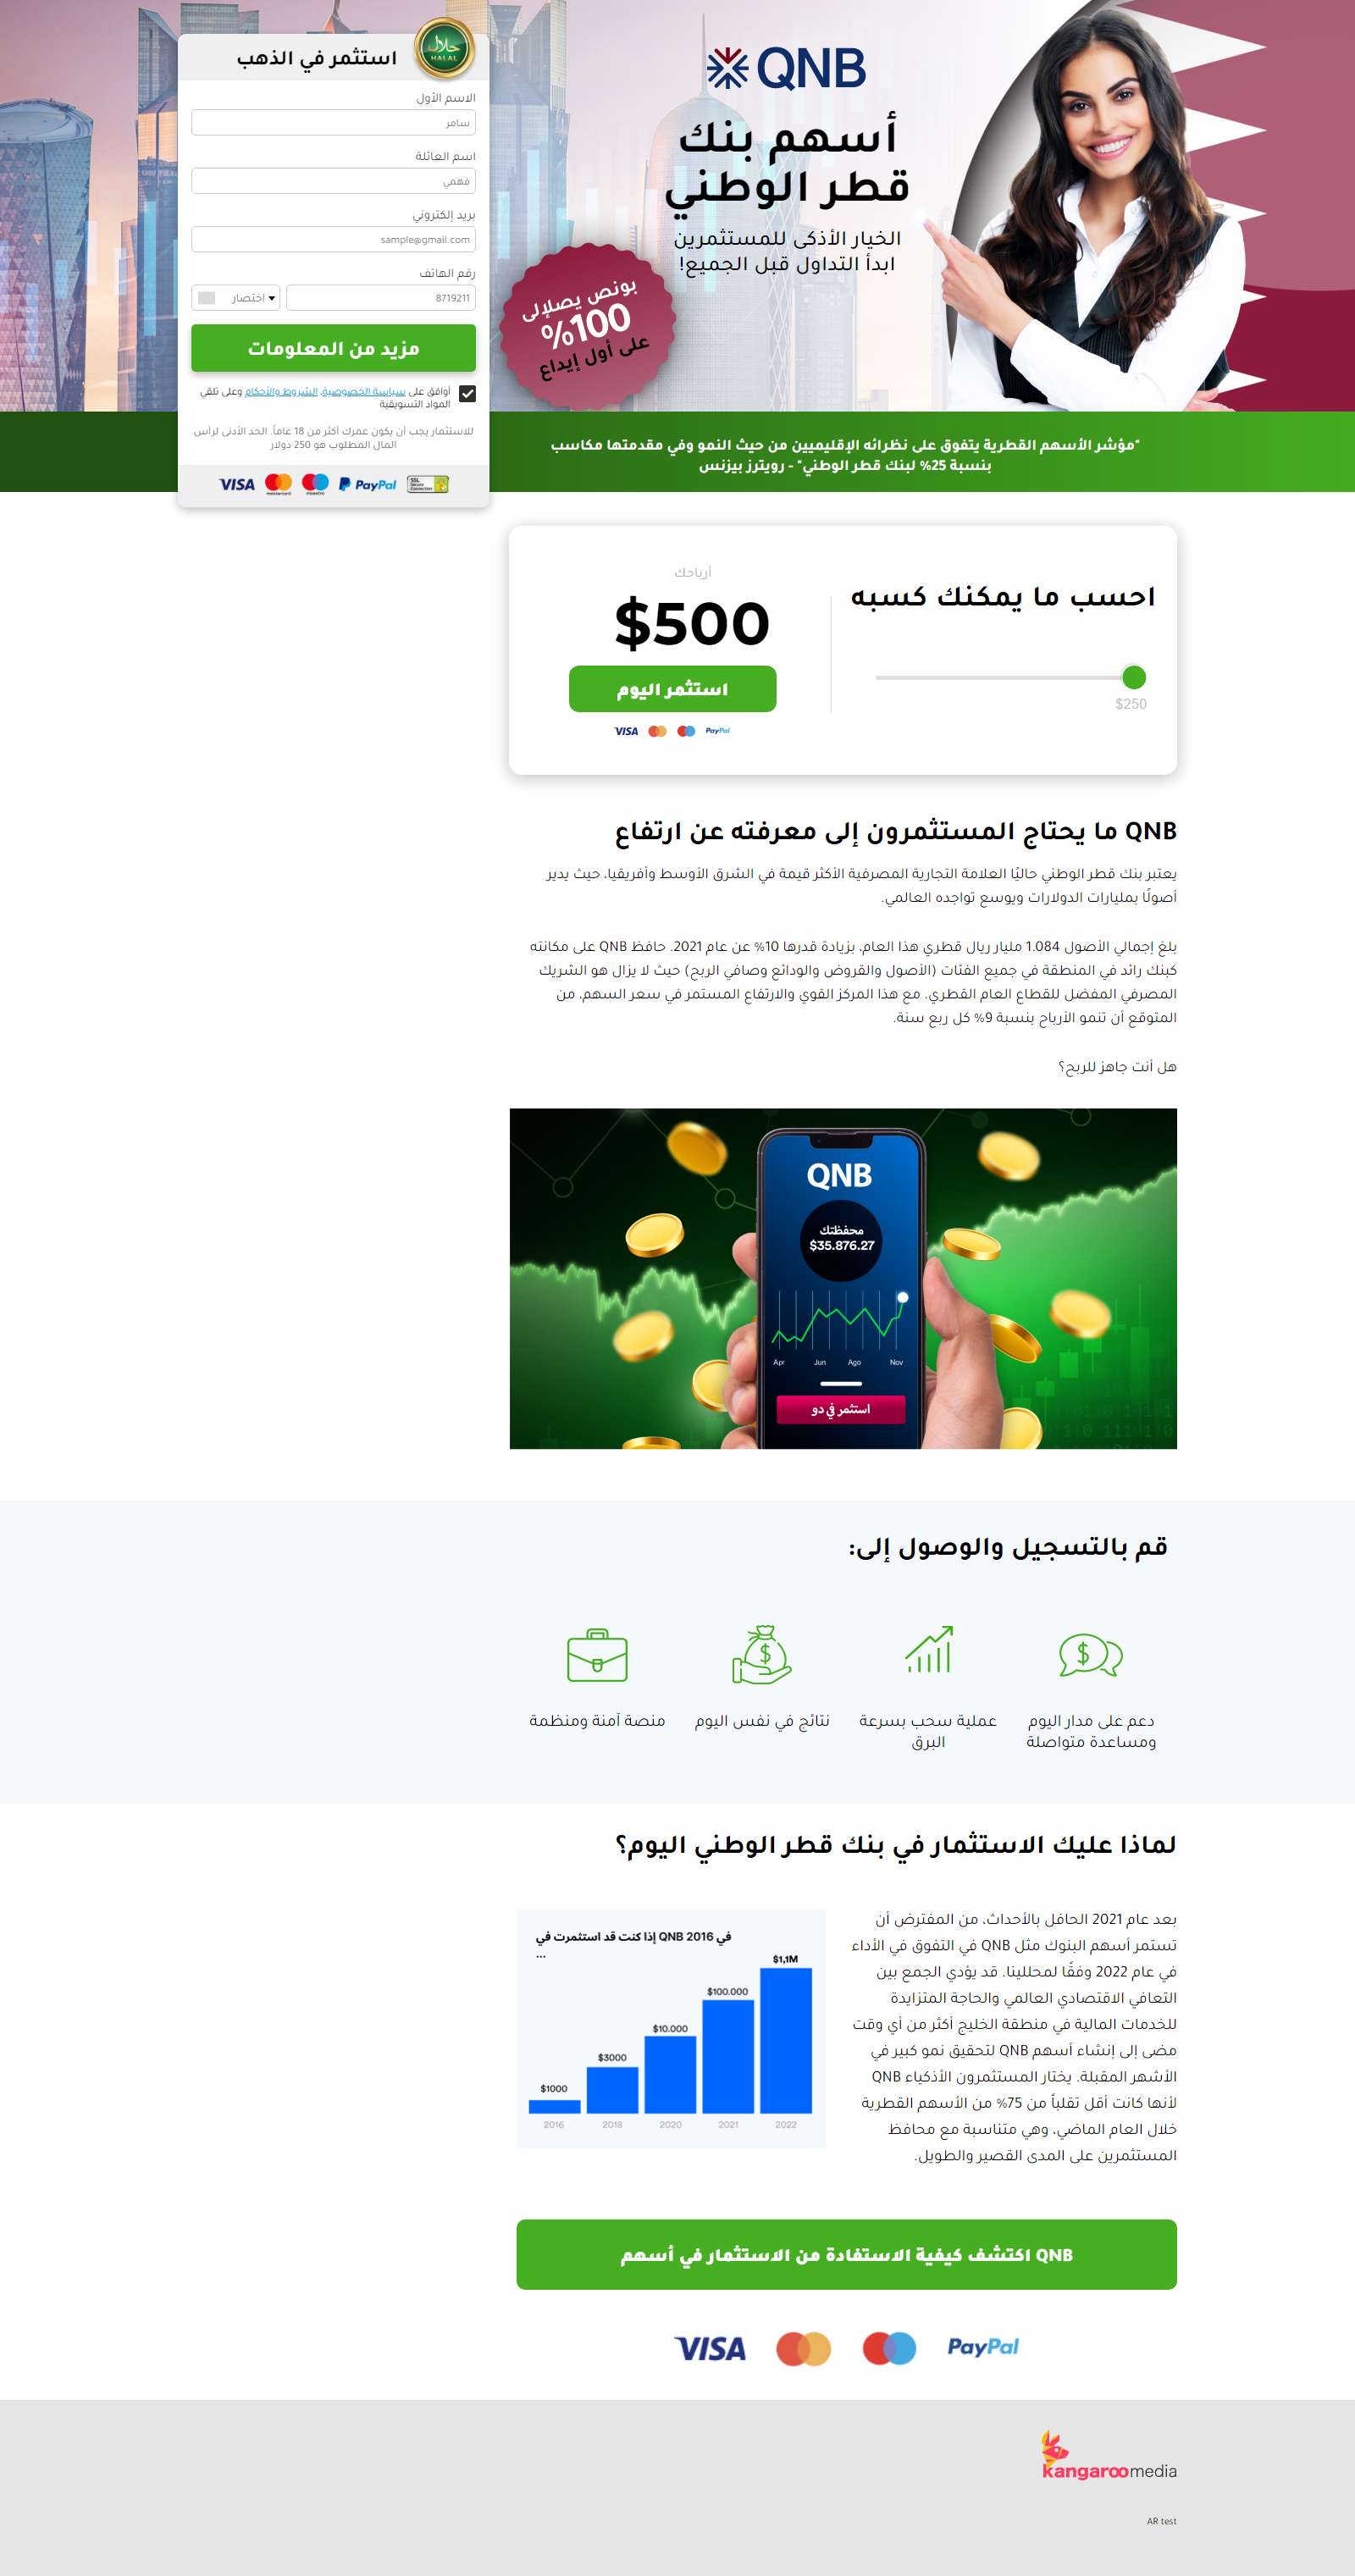 حلال
HALAL
استثمر في الذهب
الاسم الأول
سامر
اسم العائلة
فهمي
بريد إلكتروني
sample@gmail.com
رقم الهاتف
8719211
اختصار
مزيد من المعلومات
أوافق على سياسة الخصوصية، الشروط والأحكام وعلى تلقي
المواد التسويقية
للاستثمار يجب أن يكون عمرك أكثر من 18 عاماً. الحد الأدنى لرأس
المال المطلوب هو 250 دولار
VISA
mastercard
maestro
PayPal
SSL
Secure
Connection
QNB
أسهم بنك
قطر الوطني
الخيار الأذكى للمستثمرين
ابدأ التداول قبل الجميع!
بونص يصلإلى
%100
على أول إيداع
"مؤشر الأسهم القطرية يتفوق على نظرائه الإقليميين من حيث النمو وفي مقدمتها مكاسب
بنسبة 25% لبنك قطر الوطني" - رويترز بيزنس
احسب ما يمكنك كسبه
$250
أرباحك
$500
استثمر اليوم
VISA
PayPal
QNB ما يحتاج المستثمرون إلى معرفته عن ارتفاع
يعتبر بنك قطر الوطني حاليًا العلامة التجارية المصرفية الأكثر قيمة في الشرق الأوسط وأفريقيا، حيث يدير
أصولًا بمليارات الدولارات ويوسع تواجده العالمي.
بلغ إجمالي الأصول 1.084 مليار ريال قطري هذا العام، بزيادة قدرها 10% عن عام 2021. حافظ QNB على مكانته
كبنك رائد في المنطقة في جميع الفئات (الأصول والقروض والودائع وصافي الربح) حيث لا يزال هو الشريك
المصرفي المفضل للقطاع العام القطري. مع هذا المركز القوي والارتفاع المستمر في سعر السهم، من
المتوقع أن تنمو الأرباح بنسبة 9% كل ربع سنة.
هل أنت جاهز للربح؟
QNB
محفظتك
$35.876.27
Apr Jun Ago Nov
استثمر في دو
قم بالتسجيل والوصول إلى:
دعم على مدار اليوم
ومساعدة متواصلة
عملية سحب بسرعة
البرق
نتائج في نفس اليوم
منصة آمنة ومنظمة
لماذا عليك الاستثمار في بنك قطر الوطني اليوم؟
بعد عام 2021 الحافل بالأحداث، من المفترض أن
تستمر أسهم البنوك مثل QNB في التفوق في الأداء
في عام 2022 وفقًا لمحللينا. قد يؤدي الجمع بين
التعافي الاقتصادي العالمي والحاجة المتزايدة
للخدمات المالية في منطقة الخليج أكثر من أي وقت
مضى إلى إنشاء أسهم QNB لتحقيق نمو كبير في
الأشهر المقبلة. يختار المستثمرون الأذكياء QNB
لأنها كانت أقل تقلباً من 75% من الأسهم القطرية
خلال العام الماضي، وهي متناسبة مع محافظ
المستثمرين على المدى القصير والطويل.
في QNB 2016 إذا كنت قد استثمرت في
...
$1,1M
$100.000
$10.000
$3000
$1000
2016 2018 2020 2021 2022
QNB اكتشف كيفية الاستفادة من الاستثمار في أسهم
VISA
PayPal
kangaroomedia
AR test